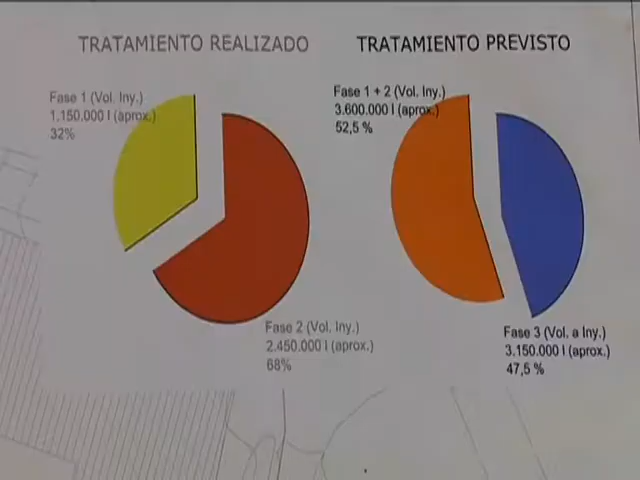 TRATAMIENTO REALIZADO
Fase 1 (Vol. Iny.)
1.150.000 l (aprox.)
32%
Fase 2 (Vol. Iny.)
2.450.000 l (aprox.)
68%
TRATAMIENTO PREVISTO
Fase 1 + 2 (Vol. Iny.)
3.600.000 l (aprox.)
52,5 %
Fase 3 (Vol. a Iny.)
3.150.000 l (aprox.)
47,5 %